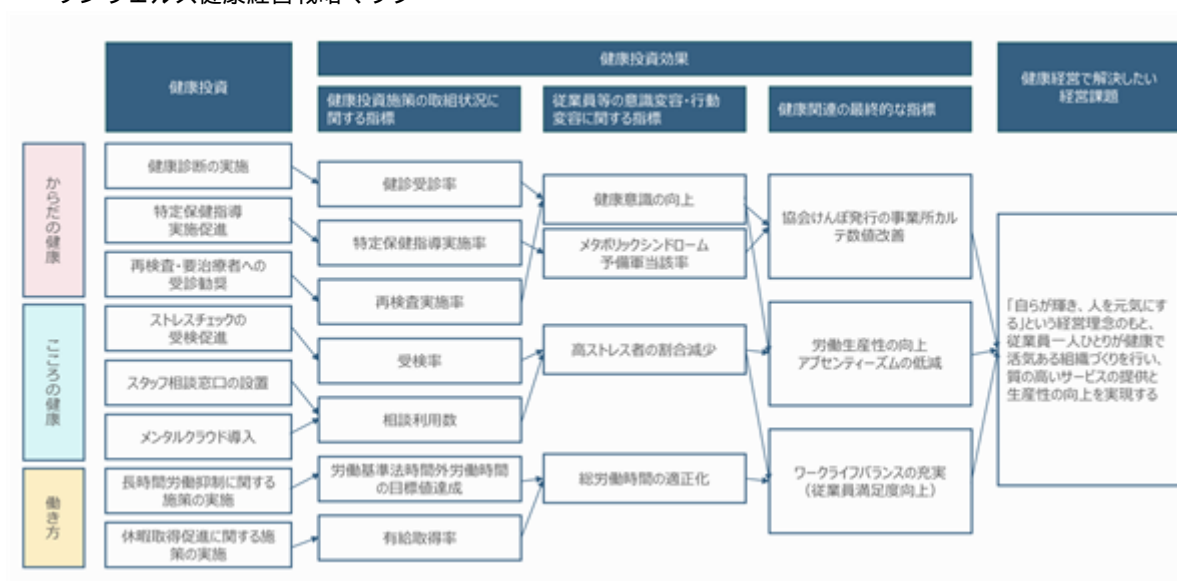 健康経営戦略マップ
健康投資
健康投資効果
健康経営で解決したい
経営課題
健康投資施策の取組状況に
関する指標
従業員等の意識変容・行動
変容に関する指標
健康関連の最終的な指標
からだの健康
健康診断の実施
特定保健指導
実施促進
再検査・要治療者への
受診勧奨
健診受診率
特定保健指導実施率
再検査実施率
健康意識の向上
メタボリックシンドローム
予備軍当該率
協会けんぽ発行の事業所カル
テ数値改善
こころの健康
ストレスチェックの
受検促進
スタッフ相談窓口の設置
メンタルクラウド導入
受検率
相談利用数
高ストレス者の割合減少
労働生産性の向上
アブセンティーズムの低減
働き方
長時間労働抑制に関する
施策の実施
休暇取得促進に関する施
策の実施
労働基準法時間外労働時間
の目標値達成
有給取得率
総労働時間の適正化
ワークライフバランスの充実
(従業員満足度向上)
「自らが輝き、人を元気にす
る」という経営理念のもと、
従業員一人ひとりが健康で
活気ある組織づくりを行い、
質の高いサービスの提供と
生産性の向上を実現する